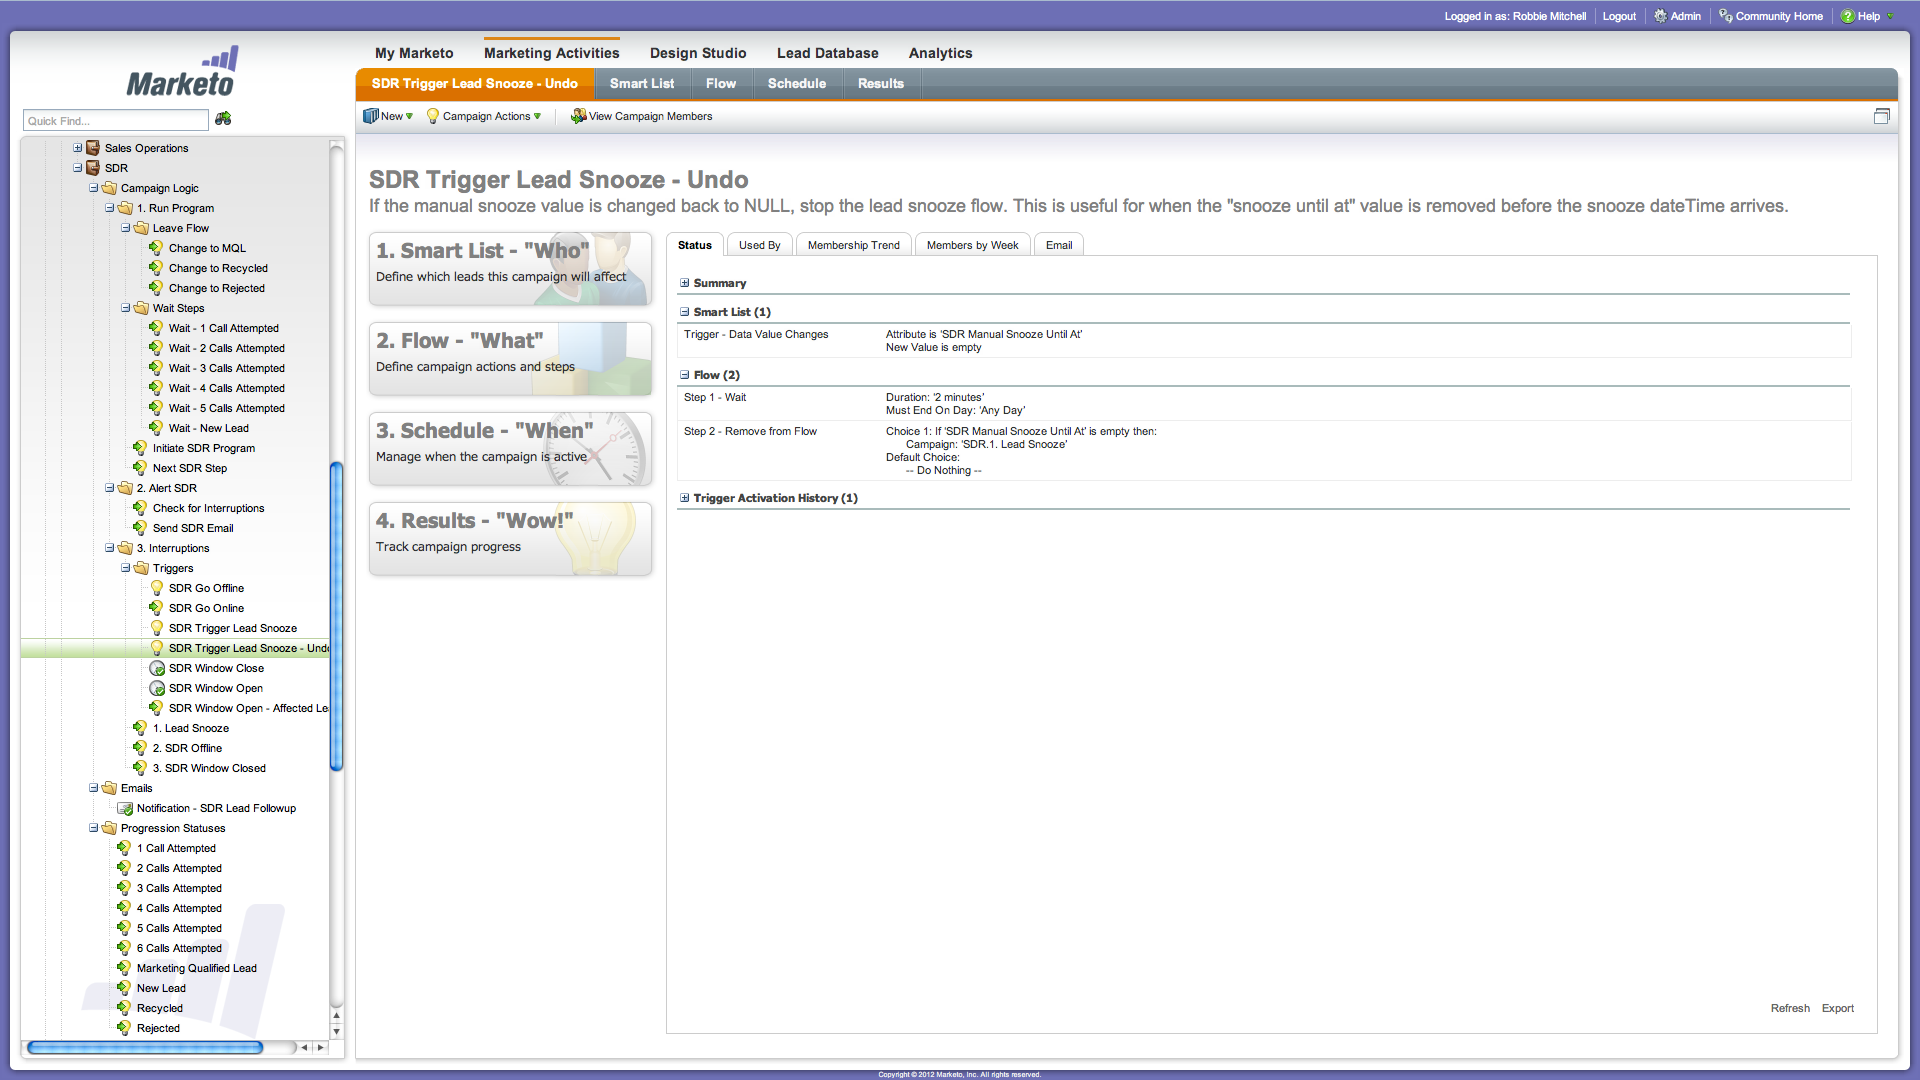 Logged in as: Robbie Mitchell
Logout
Admin
Community Home
Help
Marketo
My Marketo
Marketing Activities
Design Studio
Lead Database
Analytics
SDR Trigger Lead Snooze - Undo
Smart List
Flow
Schedule
Results
Quick Find...
New
Campaign Actions
View Campaign Members
Sales Operations
SDR
Campaign Logic
1. Run Program
Leave Flow
Change to MQL
Change to Recycled
Change to Rejected
Wait Steps
Wait - 1 Call Attempted
Wait - 2 Calls Attempted
Wait - 3 Calls Attempted
Wait - 4 Calls Attempted
Wait - 5 Calls Attempted
Wait - New Lead
Initiate SDR Program
Next SDR Step
2. Alert SDR
Check for Interruptions
Send SDR Email
3. Interruptions
Triggers
SDR Go Offline
SDR Go Online
SDR Trigger Lead Snooze
SDR Trigger Lead Snooze - Undo
SDR Window Close
SDR Window Open
SDR Window Open - Affected Le
1. Lead Snooze
2. SDR Offline
3. SDR Window Closed
Emails
Notification - SDR Lead Followup
Progression Statuses
1 Call Attempted
2 Calls Attempted
3 Calls Attempted
4 Calls Attempted
5 Calls Attempted
6 Calls Attempted
Marketing Qualified Lead
New Lead
Recycled
Rejected
SDR Trigger Lead Snooze - Undo
If the manual snooze value is changed back to NULL, stop the lead snooze flow. This is useful for when the "snooze until at" value is removed before the snooze dateTime arrives.
1. Smart List - "Who"
Define which leads this campaign will affect
2. Flow - "What"
Define campaign actions and steps
3. Schedule - "When"
Manage when the campaign is active
4. Results - "Wow!"
Track campaign progress
Status
Used By
Membership Trend
Members by Week
Email
Summary
Smart List (1)
Trigger - Data Value Changes
Attribute is 'SDR Manual Snooze Until At'
New Value is empty
Flow (2)
Step 1 - Wait
Duration: '2 minutes'
Must End On Day: 'Any Day'
Step 2 - Remove from Flow
Choice 1: If 'SDR Manual Snooze Until At' is empty then:
Campaign: 'SDR.1. Lead Snooze'
Default Choice:
-- Do Nothing --
Trigger Activation History (1)
Refresh
Export
Copyright © 2012 Marketo, Inc. All rights reserved.